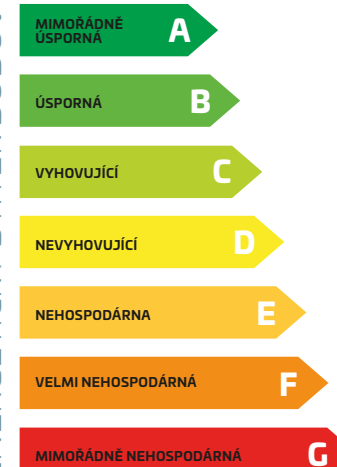 MIMOŘÁDNĚ
ÚSPORNÁ A
ÚSPORNÁ B
VYHOVUJÍCÍ C
NEVYHOVUJÍCÍ D
NEHOSPODÁRNA E
VELMI NEHOSPODÁRNÁ F
MIMOŘÁDNĚ NEHOSPODÁRNÁ G